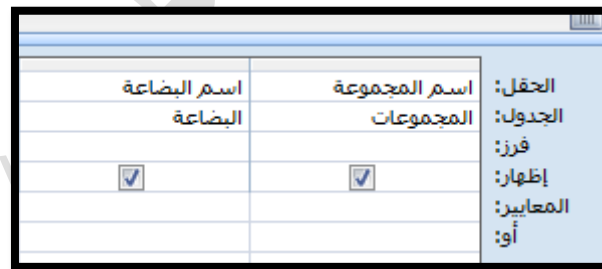 الحقل: اسم المجموعة اسم البضاعة
الجدول: المجموعات البضاعة
فرز:
إظهار:
المعايير:
أو: